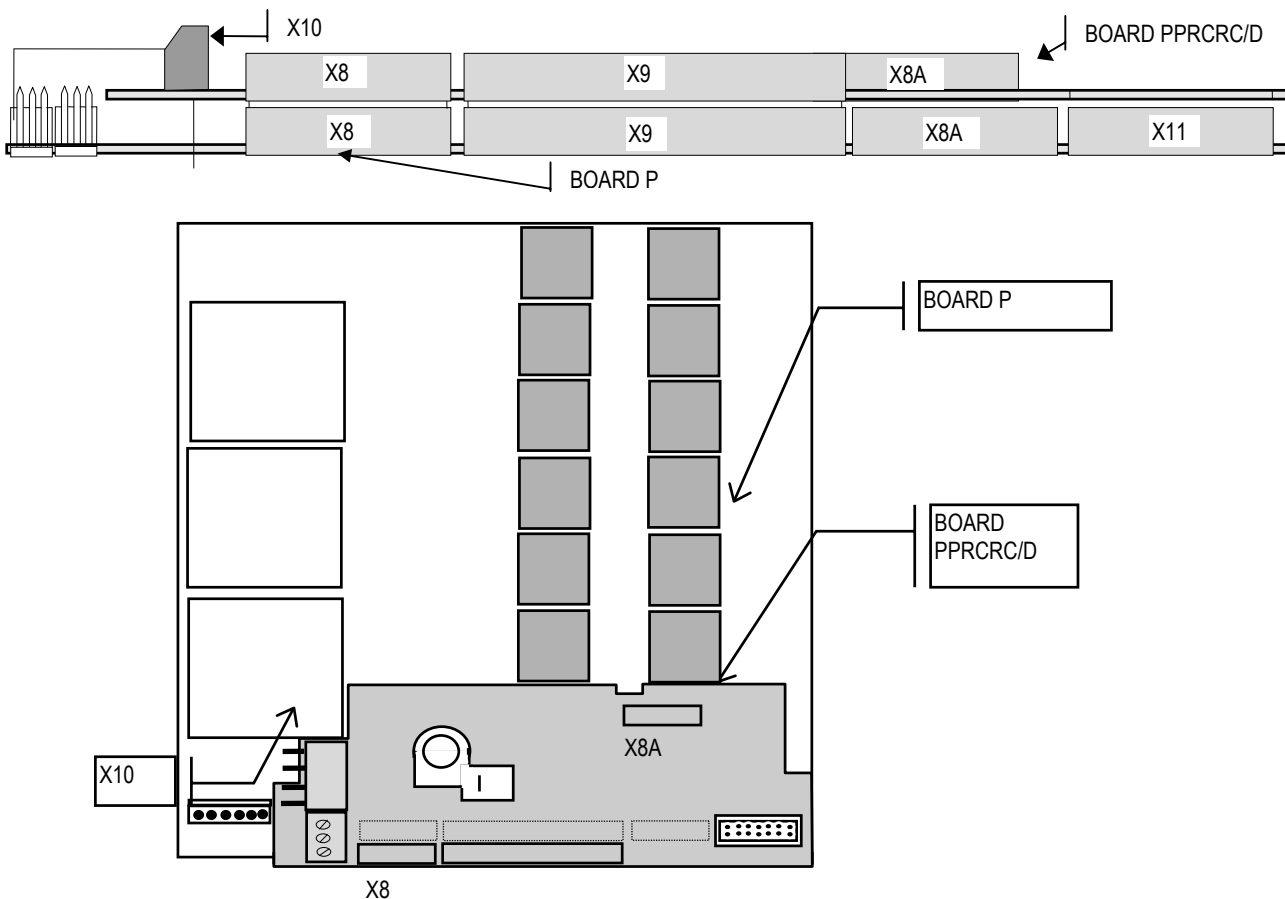 X10
BOARD PPRCRC/D
X8
X9
X8A
X8
X9
X8A
X11
BOARD P
BOARD P
BOARD
PPRCRC/D
X8A
X10
X8